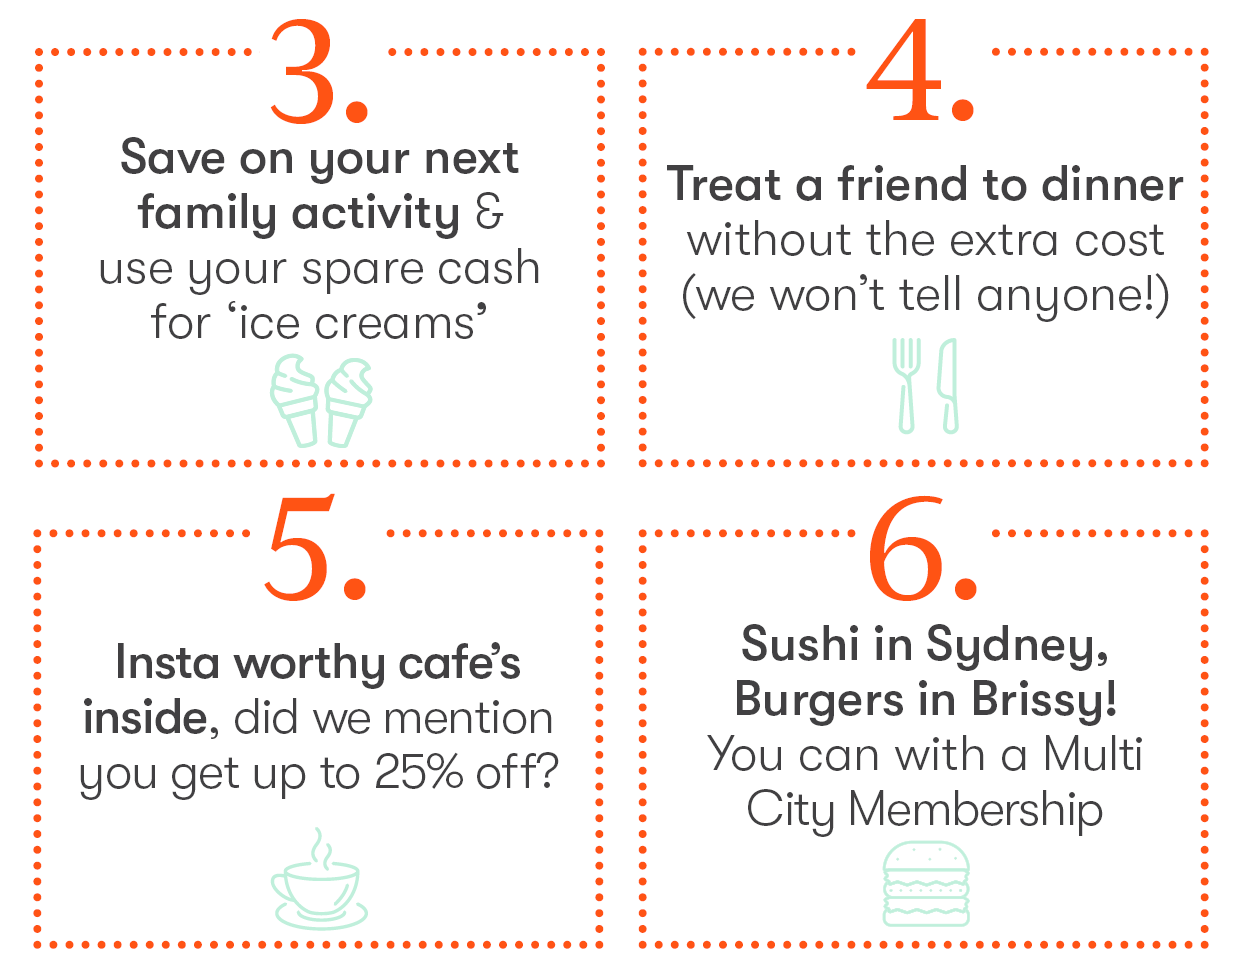 3.
Save on your next
family activity &
use your spare cash
for ‘ice creams’
4.
Treat a friend to dinner
without the extra cost
(we won’t tell anyone!)
5.
Insta worthy cafe’s
inside, did we mention
you get up to 25% off?
6.
Sushi in Sydney,
Burgers in Brissy!
You can with a Multi
City Membership